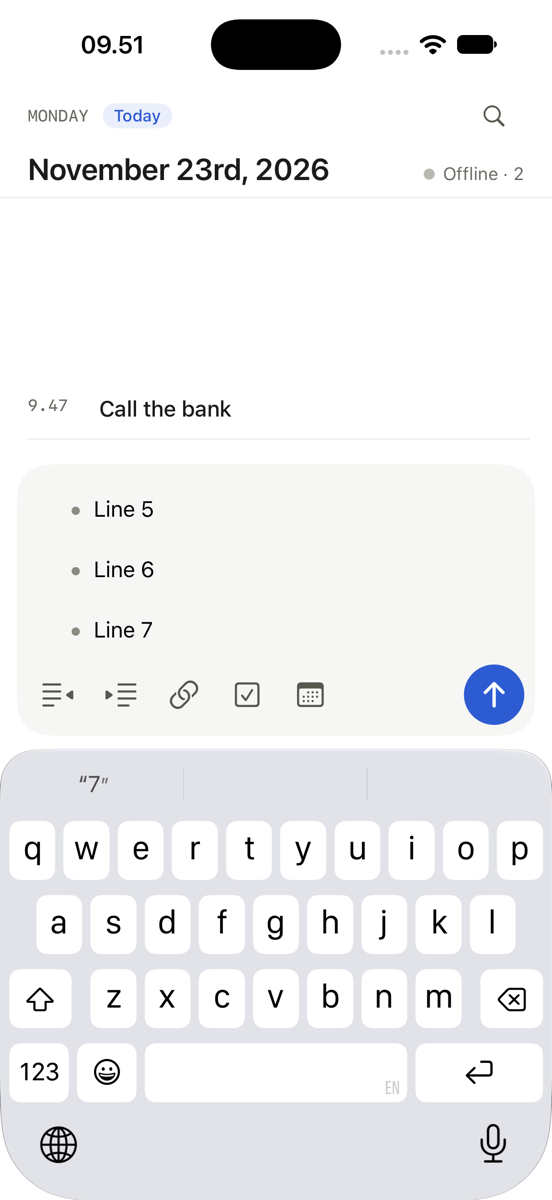 09.51
MONDAY Today
November 23rd, 2026
Offline · 2
9.47 Call the bank
Line 5
Line 6
Line 7
“7”
q w e r t y u i o p
a s d f g h j k l
z x c v b n m
123
EN